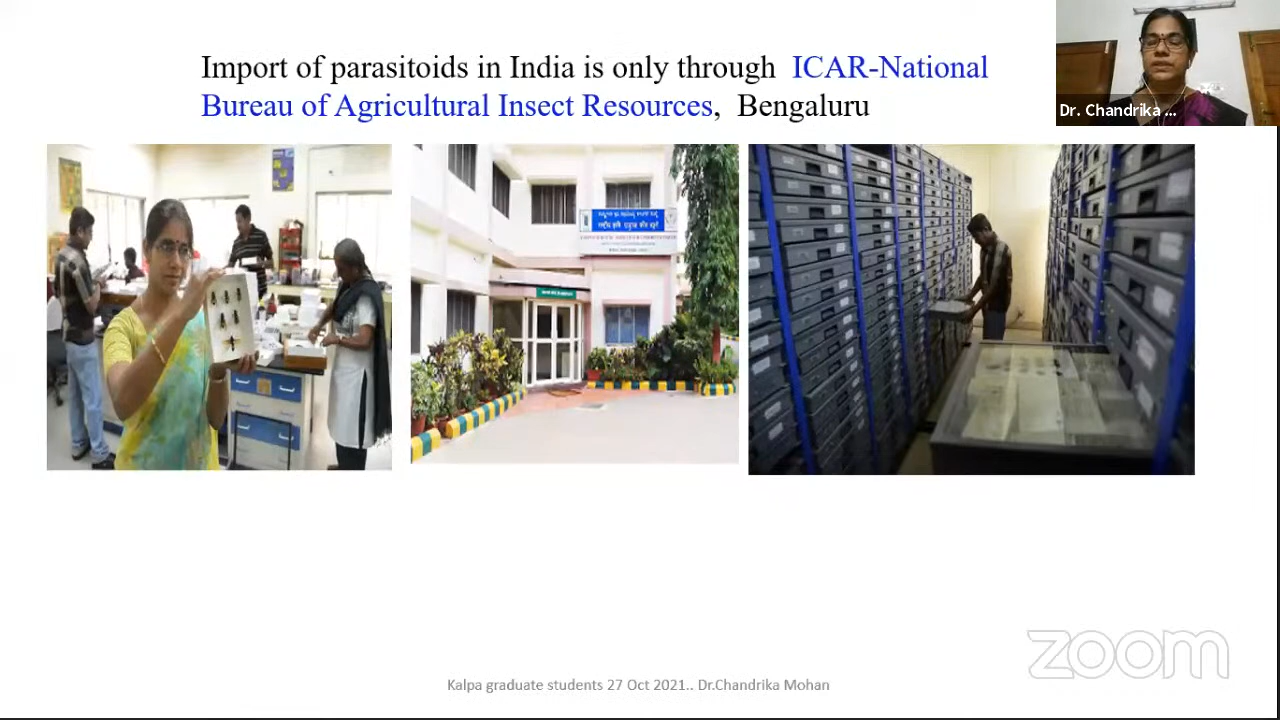 Import of parasitoids in India is only through ICAR-National
Bureau of Agricultural Insect Resources, Bengaluru
Dr. Chandrika ...
Kalpa graduate students 27 Oct 2021.. Dr.Chandrika Mohan
zoom